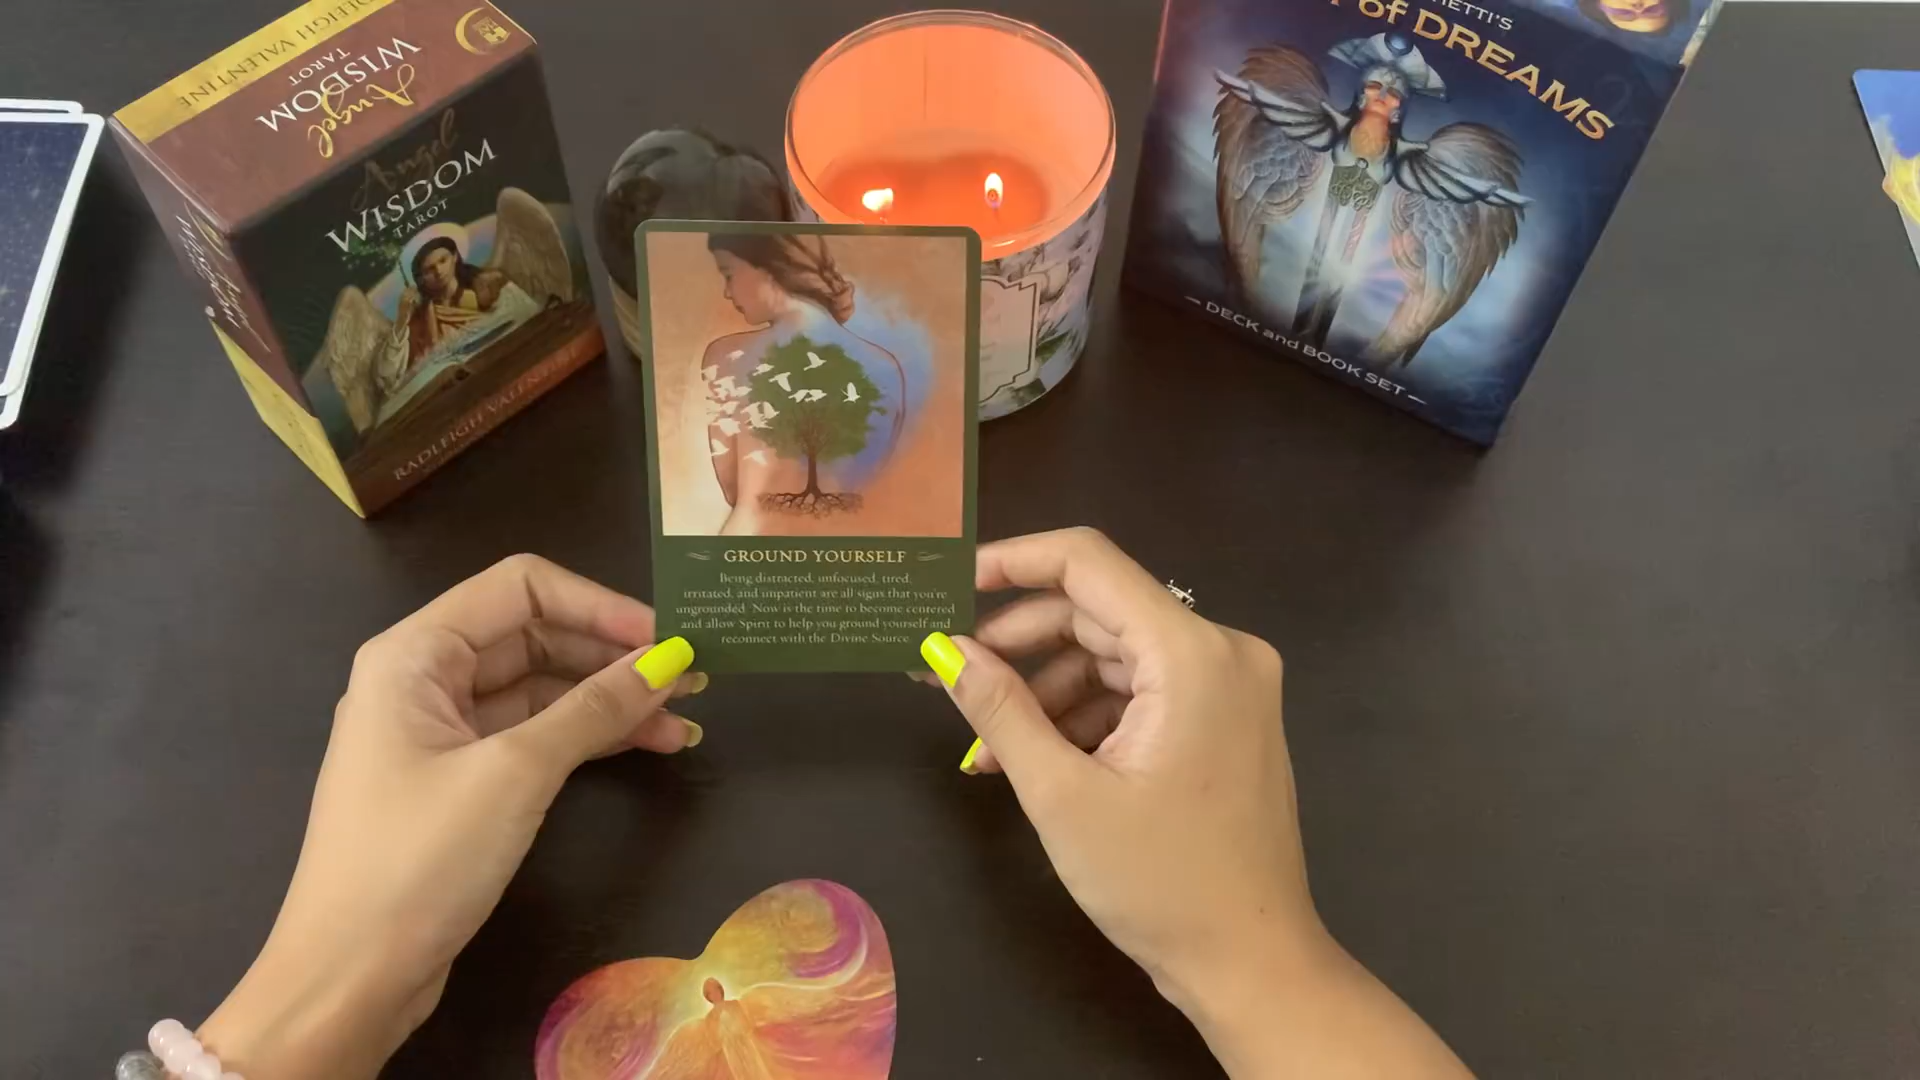 RADLEIGH VALENTINE
Angel
WISDOM
TAROT
Angel
WISDOM
TAROT
RADLEIGH VALENTINE
of DREAMS
— DECK and BOOK SET —
GROUND YOURSELF
Being distracted, unfocused, tired,
irritated, and impatient are all signs that you're
ungrounded. Now is the time to become centered
and allow Spirit to help you ground yourself and
reconnect with the Divine Source.